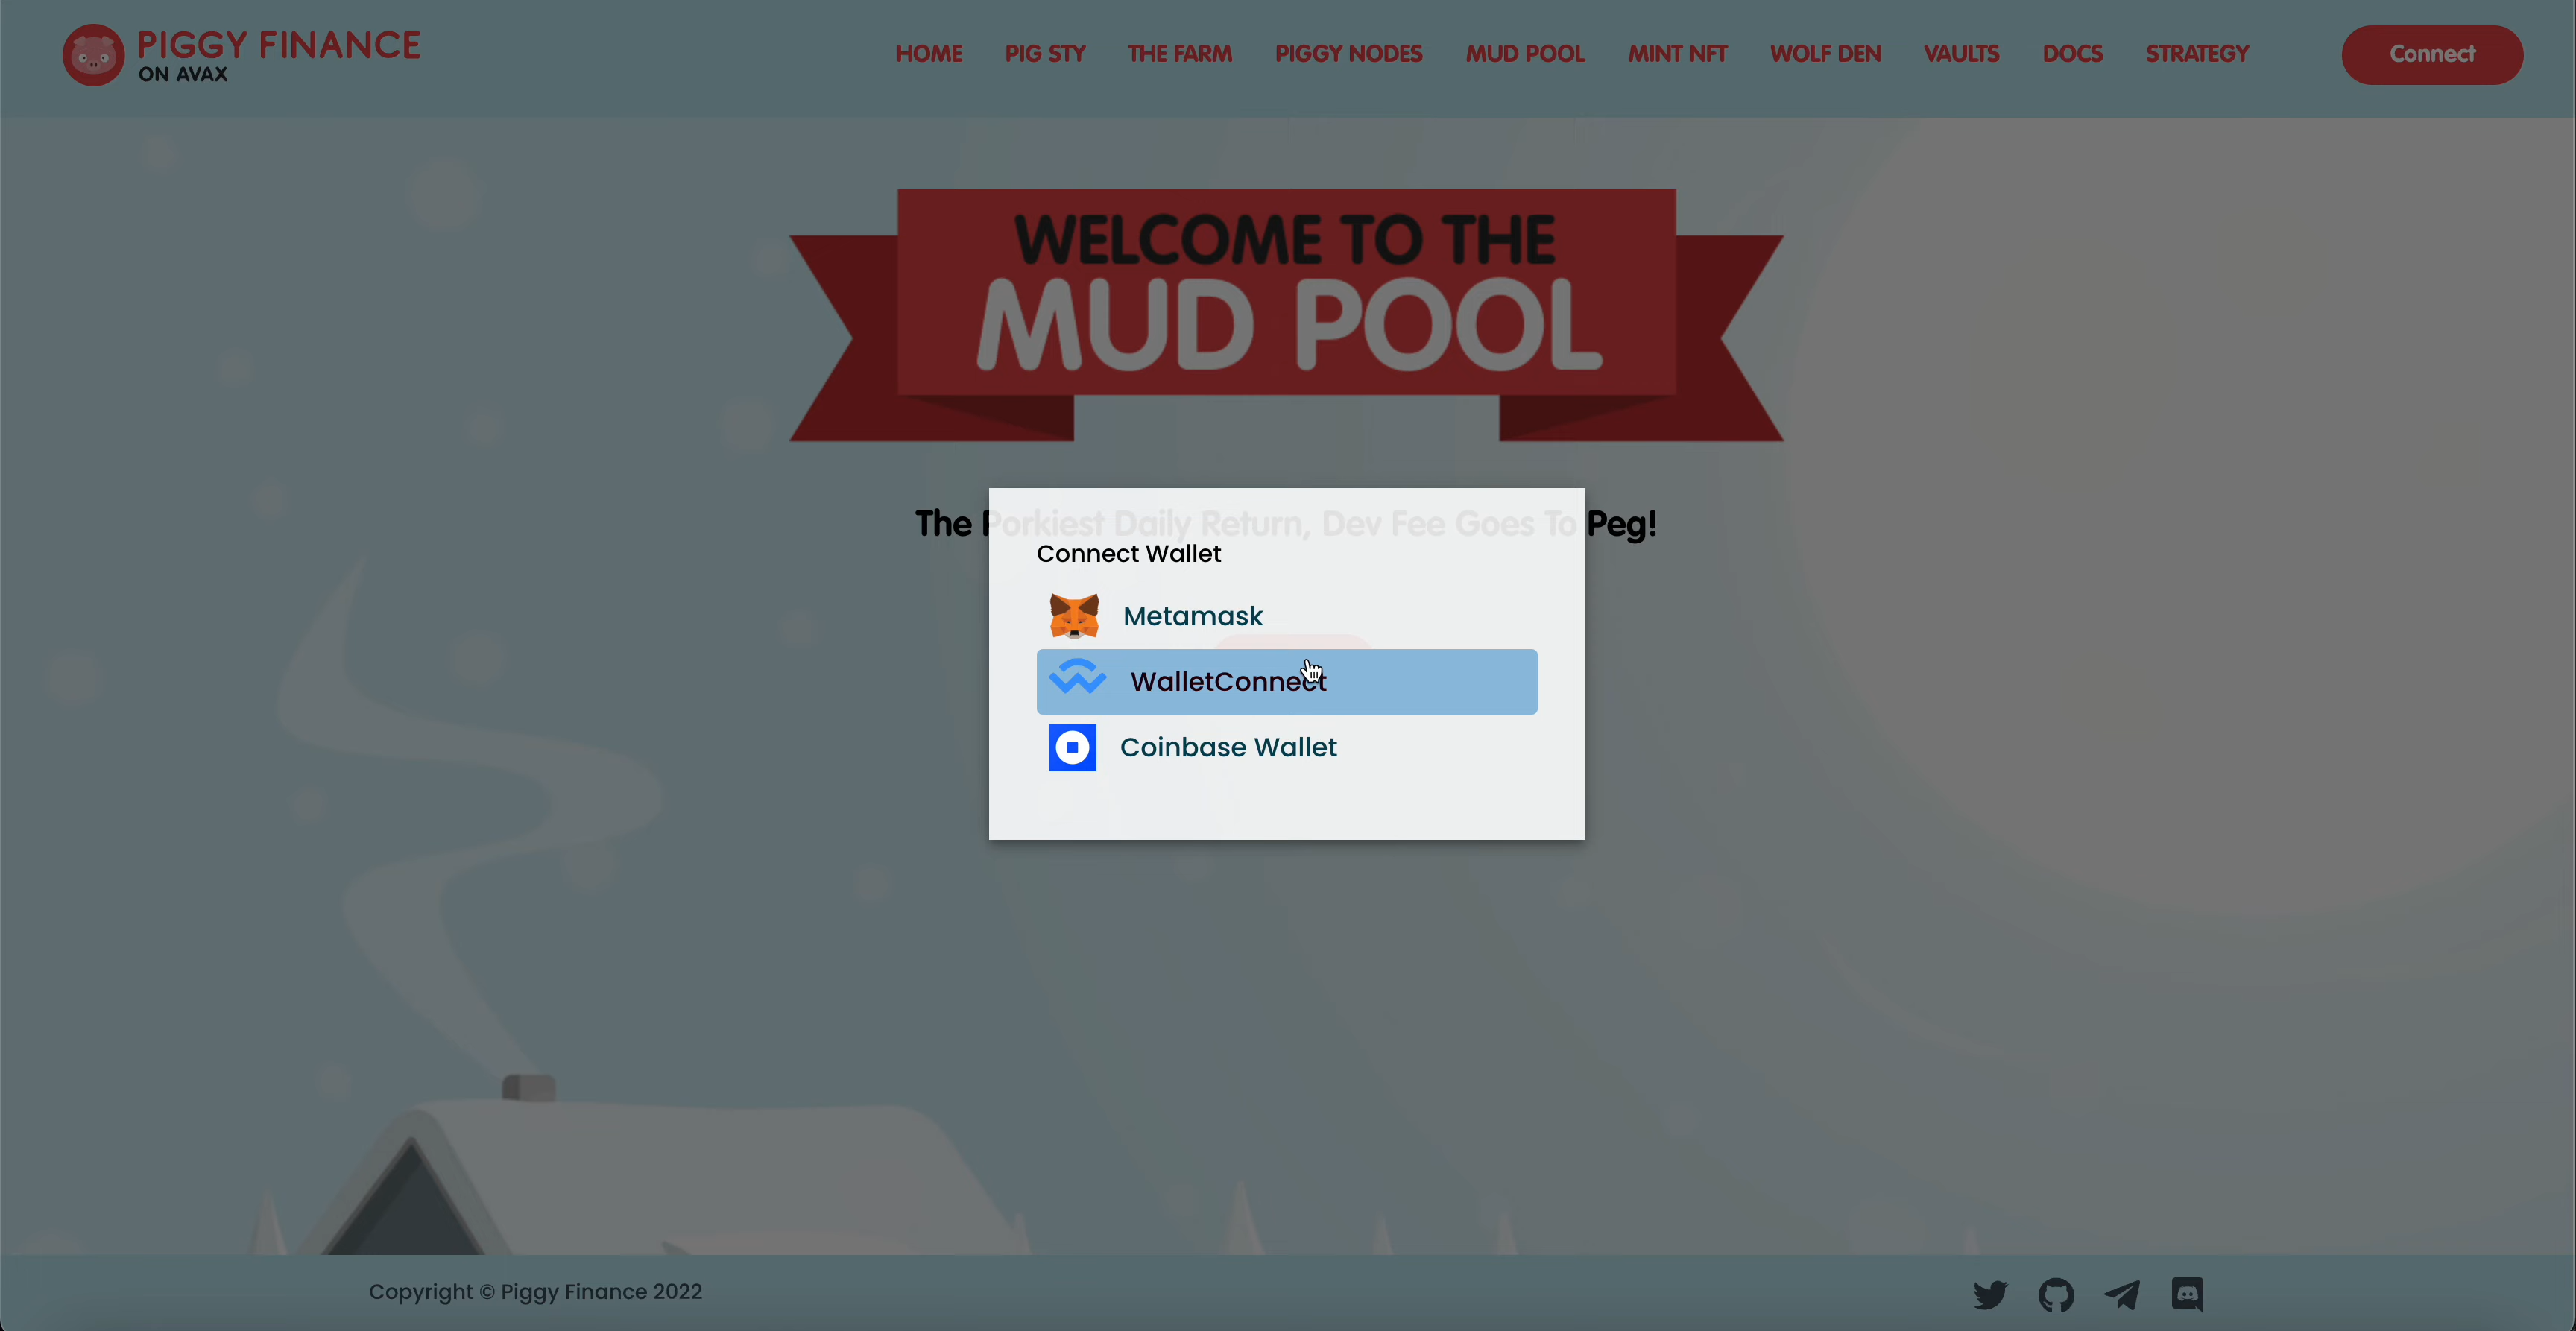 PIGGY FINANCE
ON AVAX
HOME PIG STY THE FARM PIGGY NODES MUD POOL MINT NFT WOLF DEN VAULTS DOCS STRATEGY Connect
WELCOME TO THE
MUD POOL
The Porkiest Daily Return, Dev Fee Goes To Peg!
Connect Wallet
Metamask
WalletConnect
Coinbase Wallet
Copyright © Piggy Finance 2022